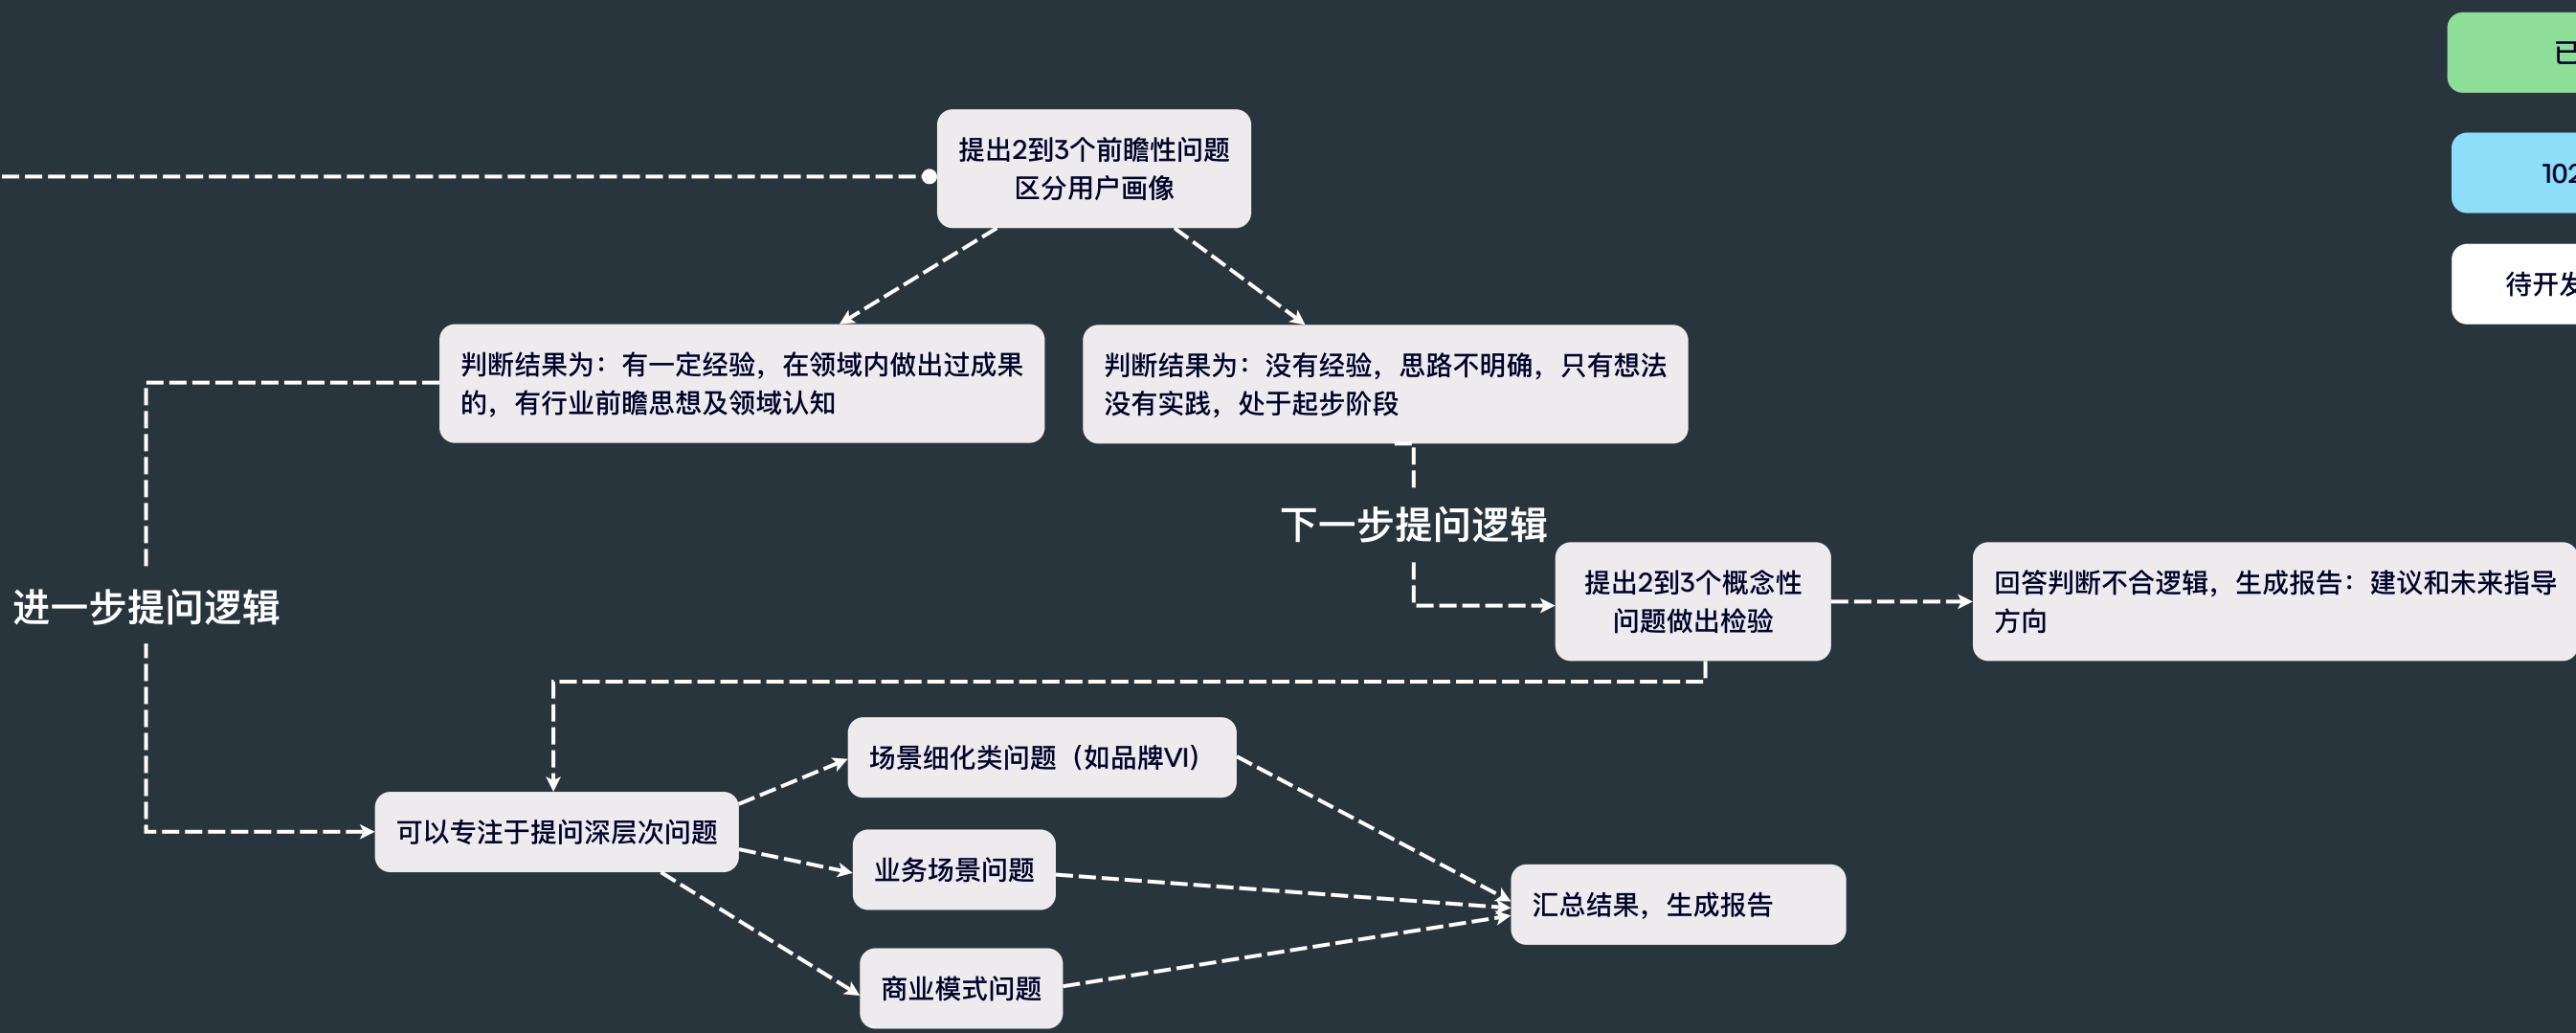 已
提出2到3个前瞻性问题
区分用户画像
102
待开发
判断结果为：有一定经验，在领域内做出过成果
的，有行业前瞻思想及领域认知
判断结果为：没有经验，思路不明确，只有想法
没有实践，处于起步阶段
下一步提问逻辑
进一步提问逻辑
提出2到3个概念性
问题做出检验
回答判断不合逻辑，生成报告：建议和未来指导
方向
场景细化类问题（如品牌VI）
可以专注于提问深层次问题
业务场景问题
汇总结果，生成报告
商业模式问题